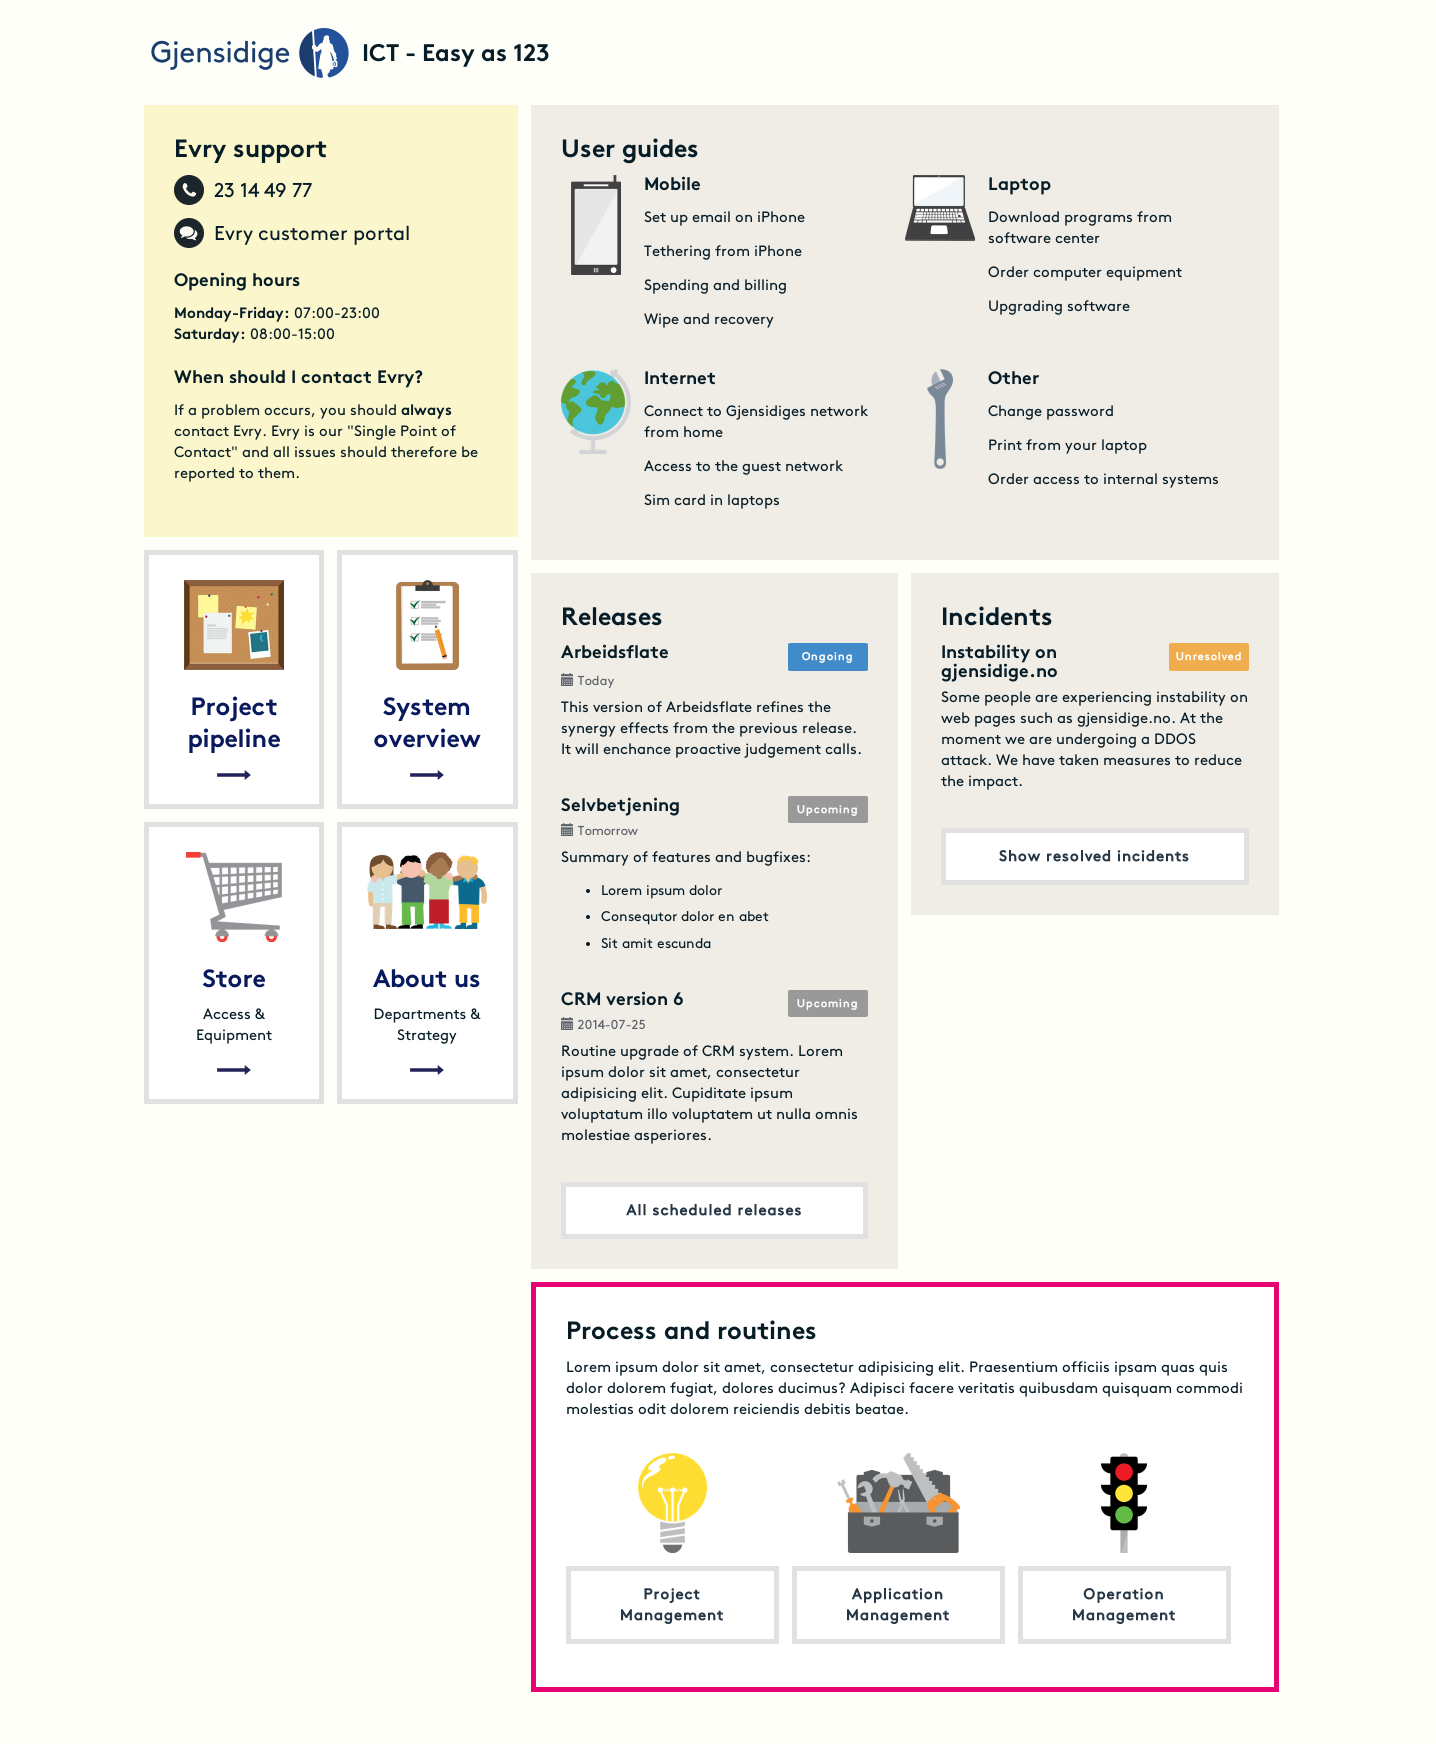 Gjensidige ICT - Easy as 123
Evry support
23 14 49 77
Evry customer portal
Opening hours
Monday-Friday: 07:00-23:00
Saturday: 08:00-15:00
When should I contact Evry?
If a problem occurs, you should always
contact Evry. Evry is our "Single Point of
Contact" and all issues should therefore be
reported to them.
User guides
Mobile
Set up email on iPhone
Tethering from iPhone
Spending and billing
Wipe and recovery
Laptop
Download programs from
software center
Order computer equipment
Upgrading software
Internet
Connect to Gjensidiges network
from home
Access to the guest network
Sim card in laptops
Other
Change password
Print from your laptop
Order access to internal systems
Project
pipeline
System
overview
Store
Access &
Equipment
About us
Departments &
Strategy
Releases
Arbeidsflate
Ongoing
Today
This version of Arbeidsflate refines the
synergy effects from the previous release.
It will enchance proactive judgement calls.
Selvbetjening
Upcoming
Tomorrow
Summary of features and bugfixes:
• Lorem ipsum dolor
• Consequtor dolor en abet
• Sit amit escunda
CRM version 6
Upcoming
2014-07-25
Routine upgrade of CRM system. Lorem
ipsum dolor sit amet, consectetur
adipisicing elit. Cupiditate ipsum
voluptatum illo voluptatem ut nulla omnis
molestiae asperiores.
All scheduled releases
Incidents
Instability on
gjensidige.no
Unresolved
Some people are experiencing instability on
web pages such as gjensidige.no. At the
moment we are undergoing a DDOS
attack. We have taken measures to reduce
the impact.
Show resolved incidents
Process and routines
Lorem ipsum dolor sit amet, consectetur adipisicing elit. Praesentium officiis ipsam quas quis
dolor dolorem fugiat, dolores ducimus? Adipisci facere veritatis quibusdam quisquam commodi
molestias odit dolorem reiciendis debitis beatae.
Project
Management
Application
Management
Operation
Management